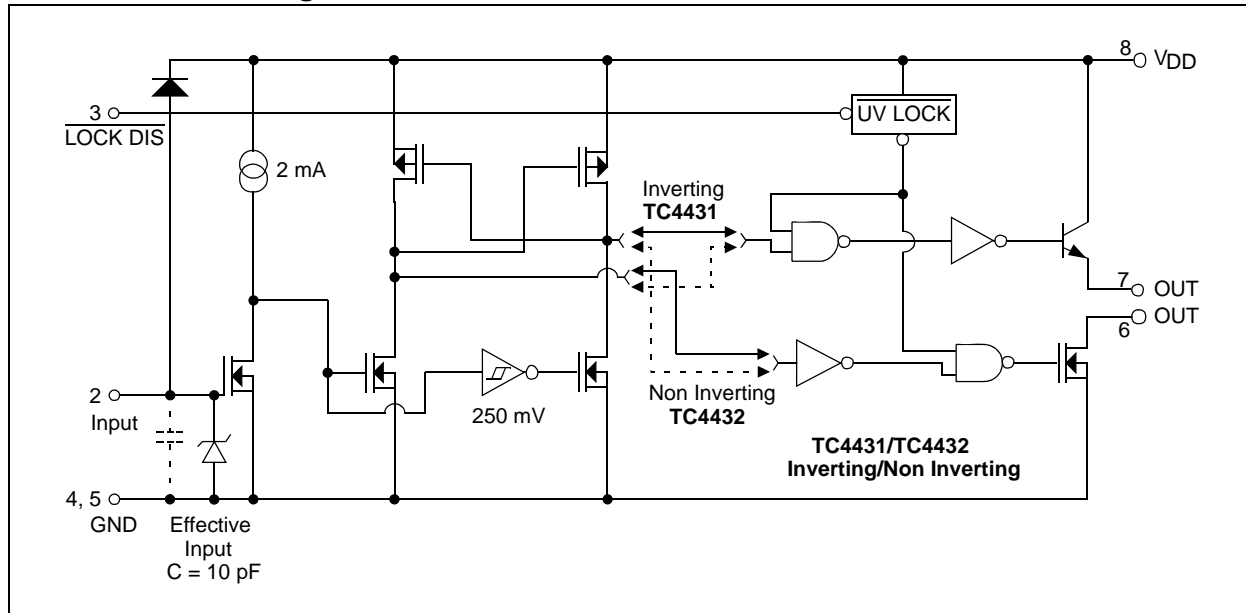 8 VDD
3
LOCK DIS
UV LOCK
2 mA
Inverting
TC4431
7 OUT
6 OUT
2
Input
250 mV
Non Inverting
TC4432
TC4431/TC4432
Inverting/Non Inverting
4, 5
GND
Effective
Input
C = 10 pF